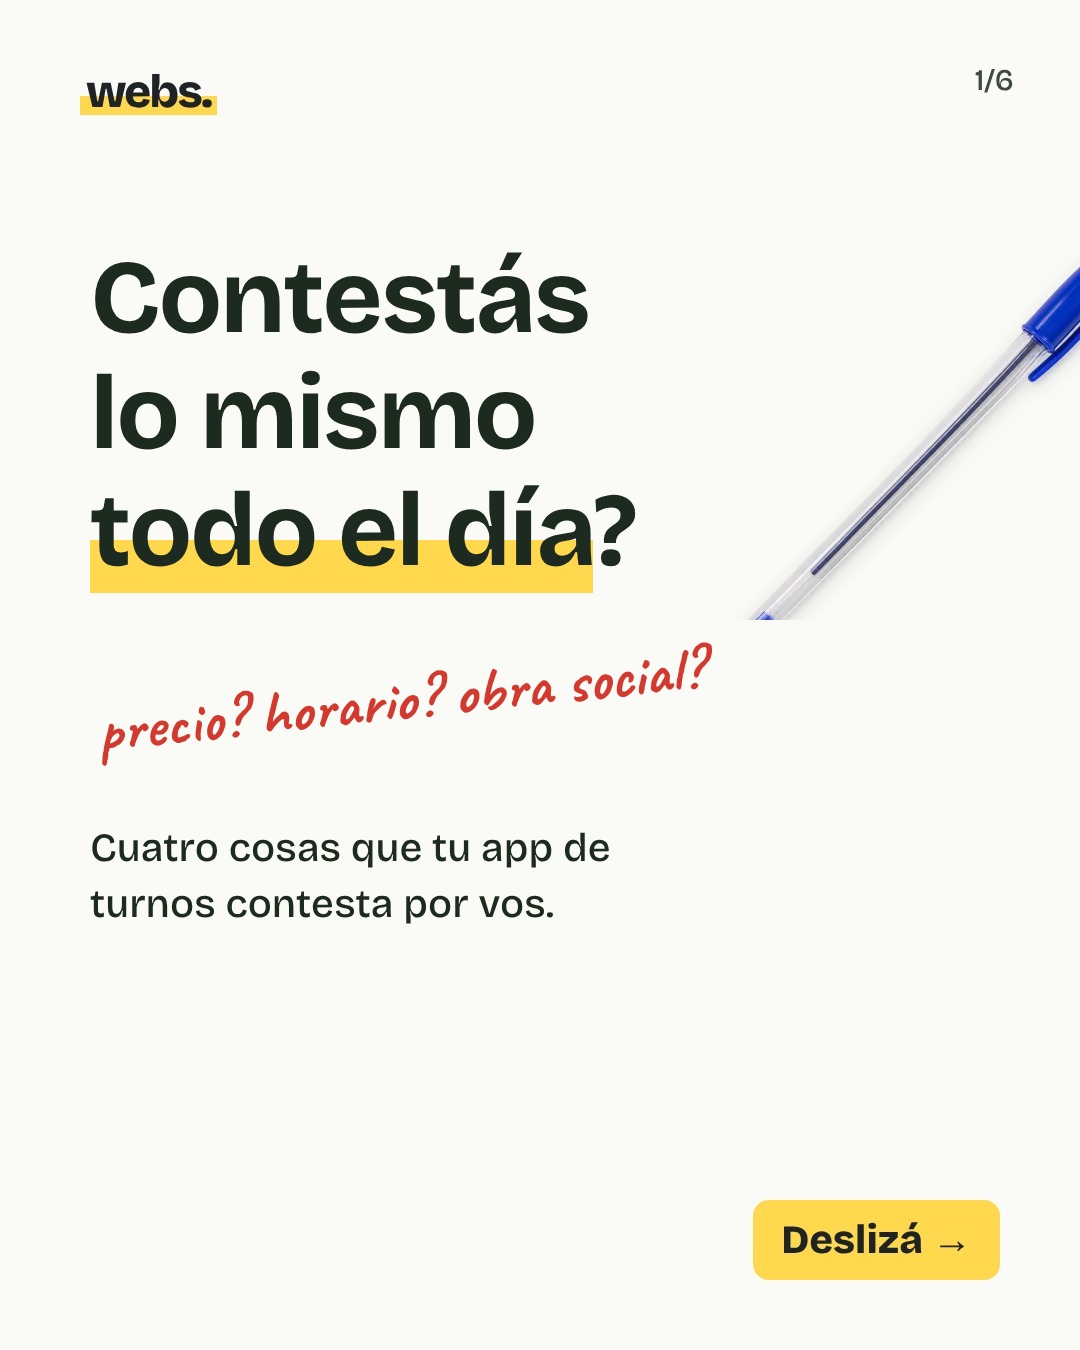 webs.
1/6
Contestás
lo mismo
todo el día?
precio? horario? obra social?
Cuatro cosas que tu app de
turnos contesta por vos.
Deslizá →